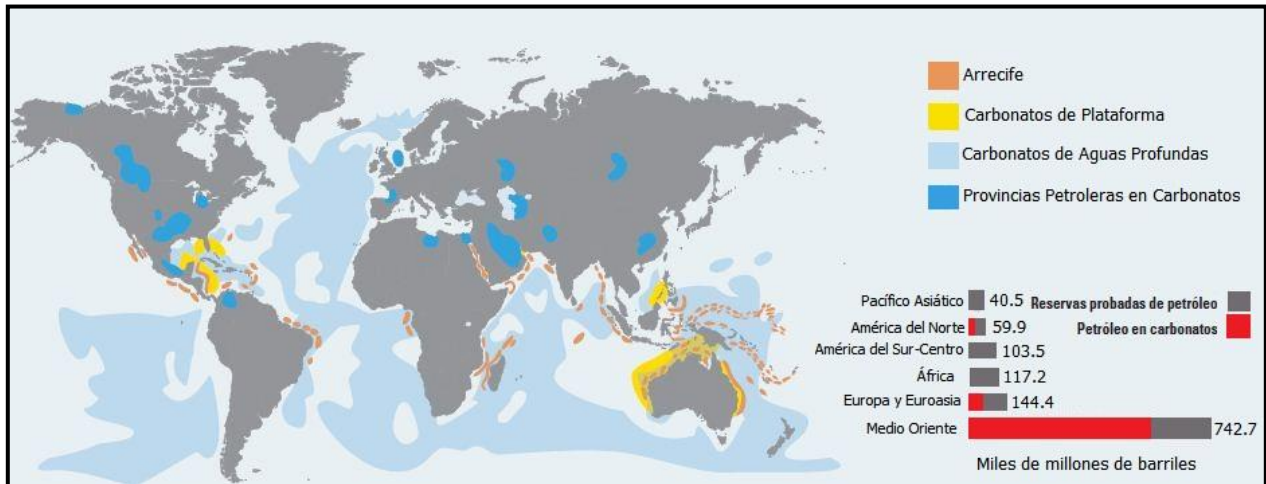 Arrecife
Carbonatos de Plataforma
Carbonatos de Aguas Profundas
Provincias Petroleras en Carbonatos
Pacífico Asiático 40.5 Reservas probadas de petróleo
América del Norte 59.9 Petróleo en carbonatos
América del Sur-Centro 103.5
África 117.2
Europa y Euroasia 144.4
Medio Oriente 742.7
Miles de millones de barriles